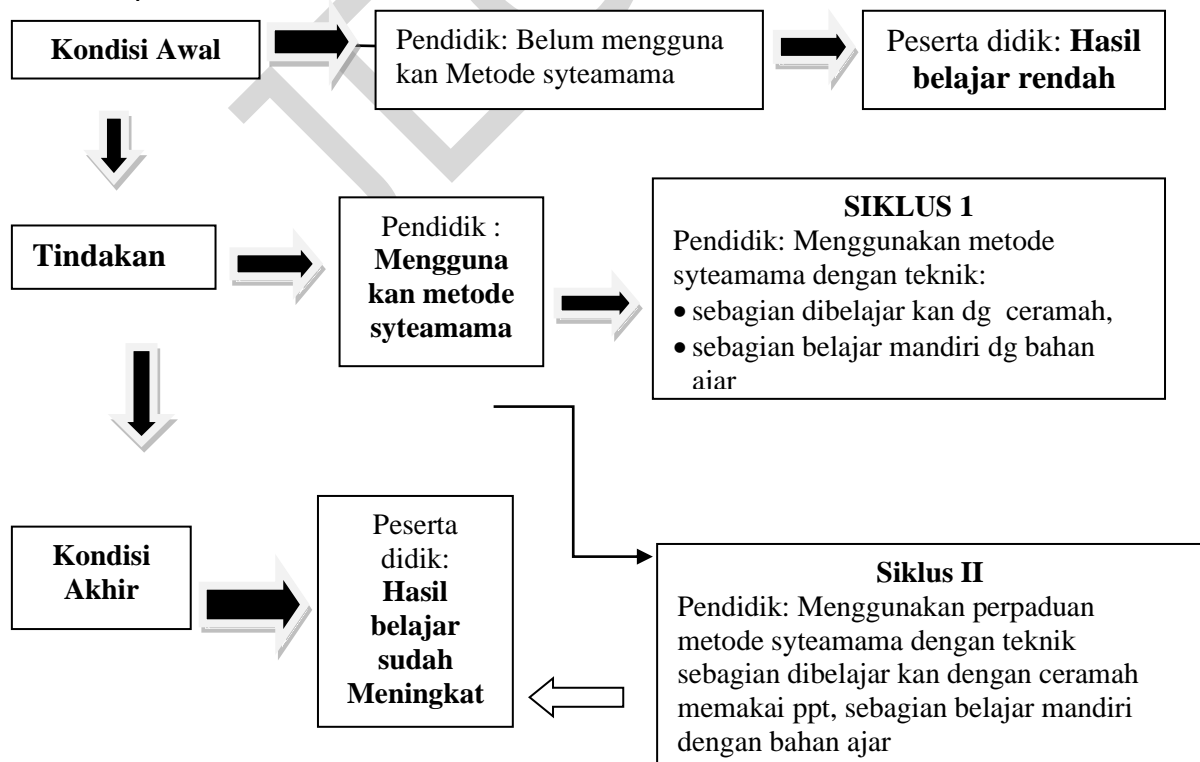 Kondisi Awal
Pendidik: Belum mengguna
kan Metode syteamama
Peserta didik: Hasil
belajar rendah
Tindakan
Pendidik :
Mengguna
kan metode
syteamama
SIKLUS 1
Pendidik: Menggunakan metode
syteamama dengan teknik:
• sebagian dibelajar kan dg ceramah,
• sebagian belajar mandiri dg bahan
ajar
Kondisi
Akhir
Peserta
didik:
Hasil
belajar
sudah
Meningkat
Siklus II
Pendidik: Menggunakan perpaduan
metode syteamama dengan teknik
sebagian dibelajar kan dengan ceramah
memakai ppt, sebagian belajar mandiri
dengan bahan ajar